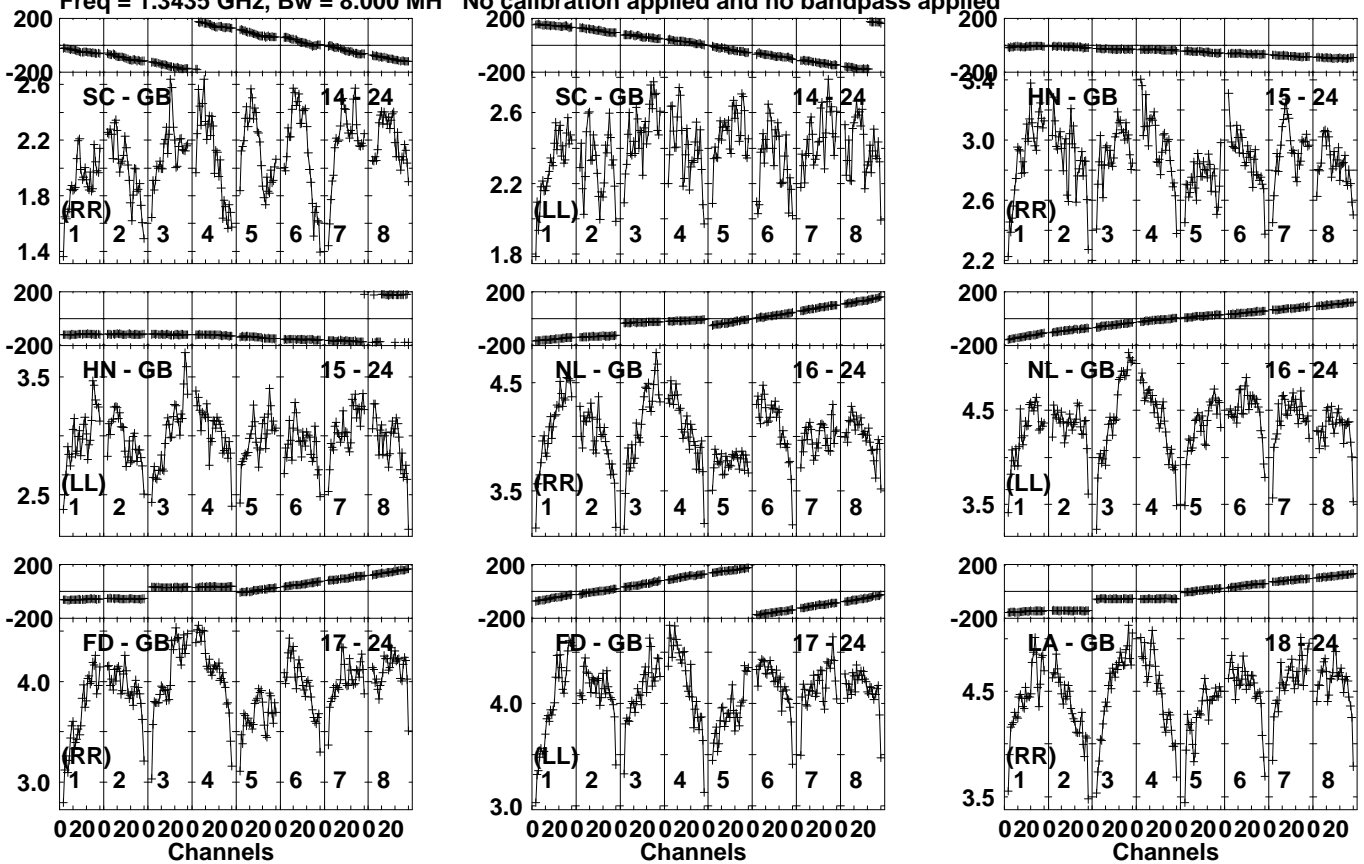 Freq = 1.3435 GHz, Bw = 8.000 MH No calibration applied and no bandpass applied
200 200 200
-200 -200 -200
2.6 SC - GB 14 - 24 2.6 SC - GB 14 - 24 3.4 HN - GB 15 - 24
2.2 3.0
1.8 2.2 2.6
(RR) (LL) (RR)
1 2 3 4 5 6 7 8 1 2 3 4 5 6 7 8 1 2 3 4 5 6 7 8
1.4 1.8 2.2
200 200 200
-200 -200 -200
3.5 HN - GB 15 - 24 4.5 NL - GB 16 - 24 4.5 NL - GB 16 - 24
2.5 (LL) 3.5 (RR) 3.5 (LL)
1 2 3 4 5 6 7 8 1 2 3 4 5 6 7 8 1 2 3 4 5 6 7 8
200 200 200
-200 -200 -200
FD - GB 17 - 24 FD - GB 17 - 24 LA - GB 18 - 24
4.0 4.0 4.5
(RR) (LL) (RR)
3.0 1 2 3 4 5 6 7 8 3.0 1 2 3 4 5 6 7 8 3.5 1 2 3 4 5 6 7 8
0 20 0 20 0 20 0 20 0 20 0 20 0 20 0 20 0 20 0 20 0 20 0 20 0 20 0 20 0 20 0 20 0 20 0 20 0 20 0 20 0 20 0 20 0 20 0 20
Channels Channels Channels